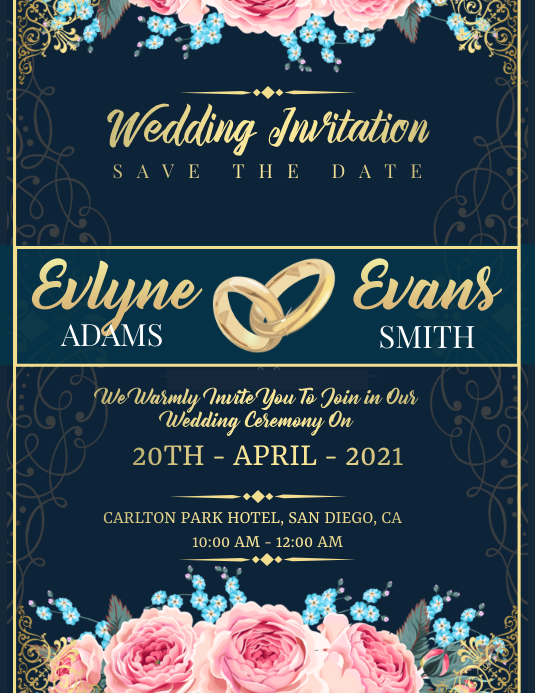 Wedding Invitation
SAVE THE DATE
Evlyne Evans
ADAMS SMITH
We Warmly Invite You To Join in Our
Wedding Ceremony On
20TH - APRIL - 2021
CARLTON PARK HOTEL, SAN DIEGO, CA
10:00 AM - 12:00 AM